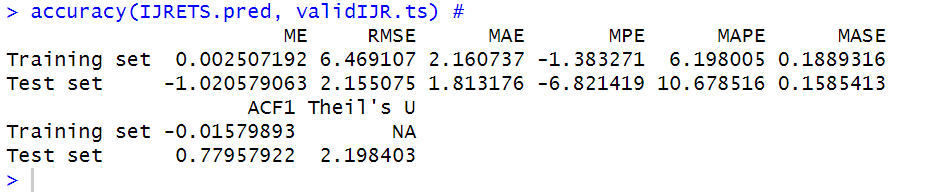 > accuracy(IJRETS.pred, validIJR.ts) #
                       ME     RMSE      MAE       MPE      MAPE      MASE
Training set  0.002507192 6.469107 2.160737 -1.383271  6.198005 0.1889316
Test set     -1.020579063 2.155075 1.813176 -6.821419 10.678516 0.1585413
                    ACF1 Theil's U
Training set -0.01579893        NA
Test set      0.77957922  2.198403
>